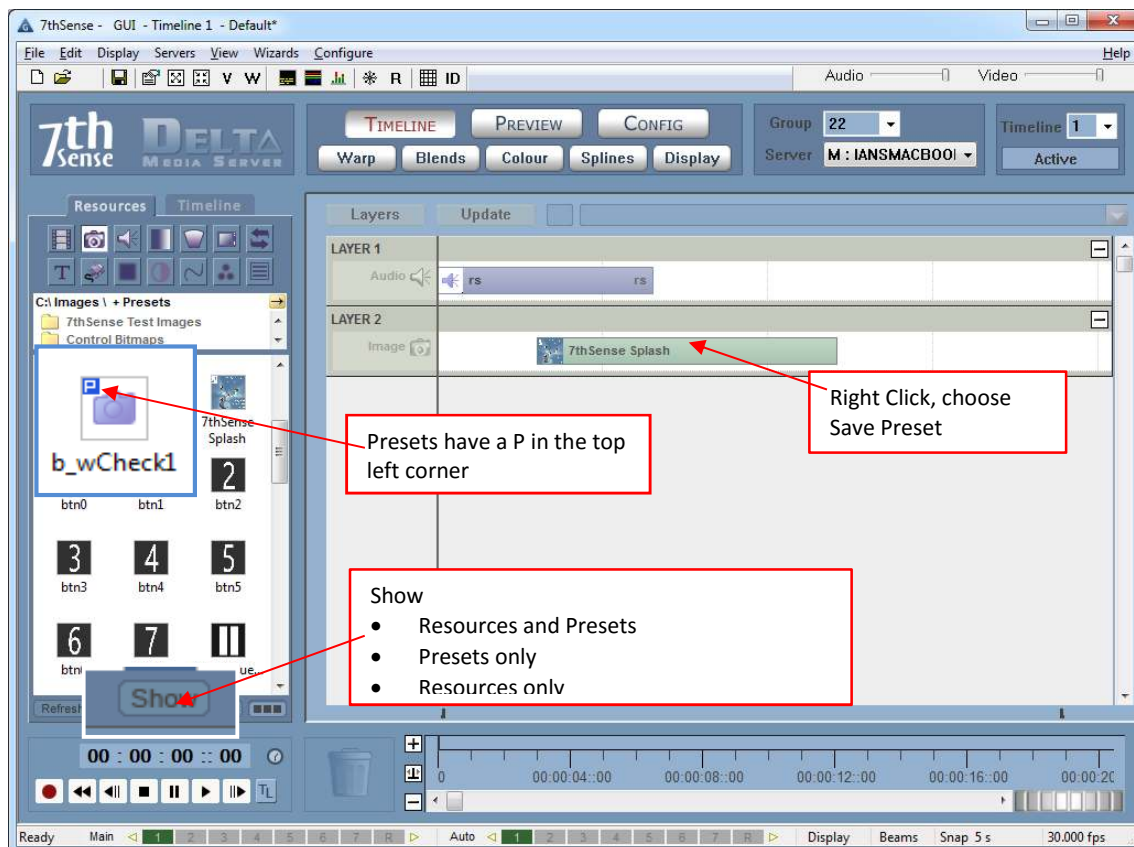 7thSense - GUI - Timeline 1 - Default*
File Edit Display Servers View Wizards Configure Help
V W R ID Audio Video
7th Sense DELTA MEDIA SERVER
TIMELINE PREVIEW CONFIG
Warp Blends Colour Splines Display
Group 22
Server M : IANSMACBOO
Timeline 1
Active
Resources Timeline
T
C:\ Images \ + Presets
7thSense Test Images
Control Bitmaps
P
b_wCheck1
7thSense
Splash
2
btn0 btn1 btn2
3 4 5
btn3 btn4 btn5
6 7
ue...
Refresh Show
Layers Update
LAYER 1
Audio rs rs
LAYER 2
Image 7thSense Splash
Right Click, choose
Save Preset
Presets have a P in the top
left corner
Show
• Resources and Presets
• Presets only
• Resources only
00 : 00 : 00 :: 00
TL
0 00:00:04::00 00:00:08::00 00:00:12::00 00:00:16::00 00:00:20
Ready Main 1 2 3 4 5 6 7 R Auto 1 2 3 4 5 6 7 R Display Beams Snap 5 s 30.000 fps